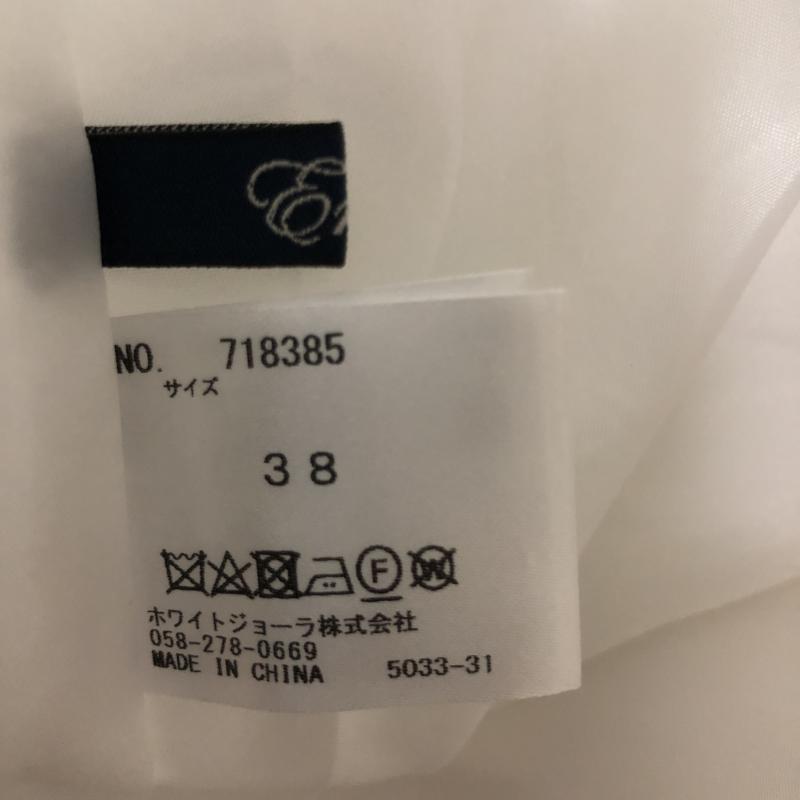 NO. 718385
サイズ
38
F W
ホワイトジョーラ株式会社
058-278-0669
MADE IN CHINA 5033-31